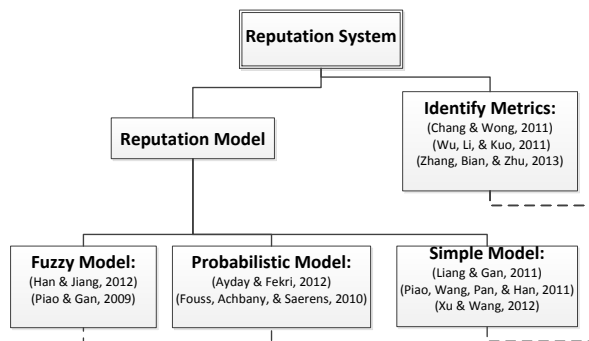 Reputation System
Identify Metrics:
(Chang & Wong, 2011)
(Wu, Li, & Kuo, 2011)
(Zhang, Bian, & Zhu, 2013)
Reputation Model
Fuzzy Model:
(Han & Jiang, 2012)
(Piao & Gan, 2009)
Probabilistic Model:
(Ayday & Fekri, 2012)
(Fouss, Achbany, & Saerens, 2010)
Simple Model:
(Liang & Gan, 2011)
(Piao, Wang, Pan, & Han, 2011)
(Xu & Wang, 2012)